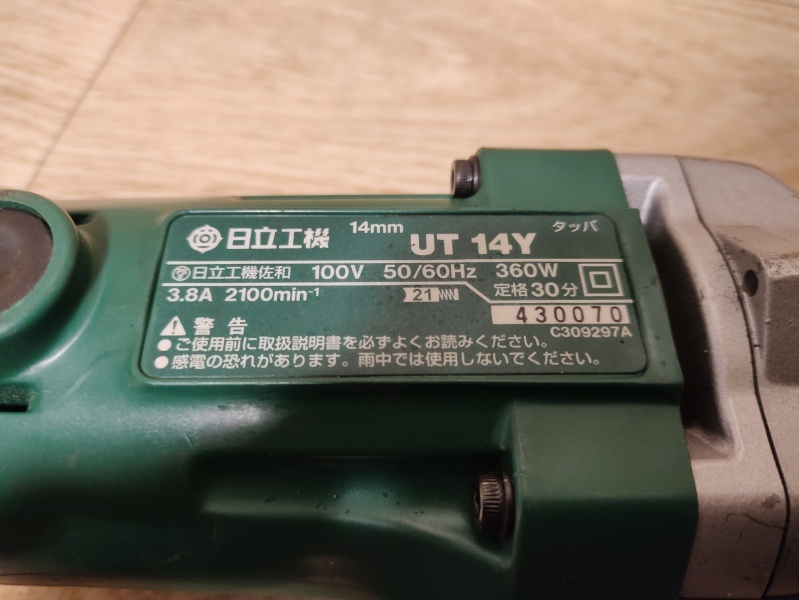 日立工機 14mm UT 14Y タッパ
日立工機佐和 100V 50/60Hz 360W
3.8A 2100min⁻¹ 21 定格30分
430070
C309297A
警告
●ご使用前に取扱説明書を必ずよくお読みください。
●感電の恐れがあります。雨中では使用しないでください。